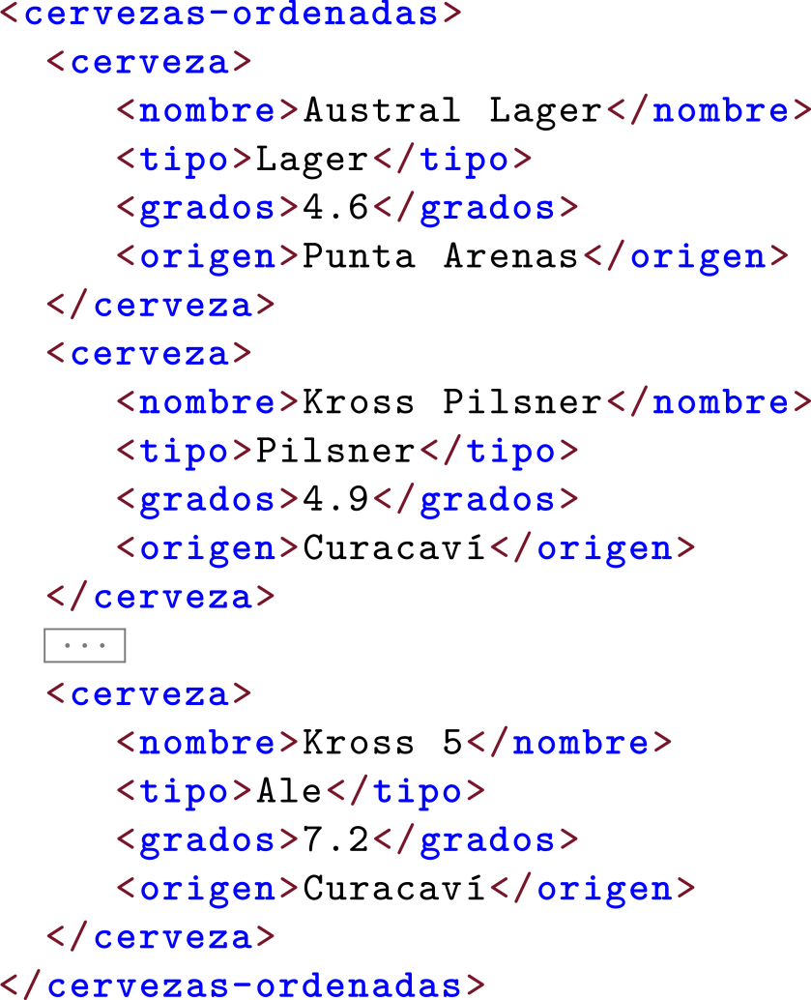 <cervezas-ordenadas>
<cerveza>
<nombre>Austral Lager</nombre>
<tipo>Lager</tipo>
<grados>4.6</grados>
<origen>Punta Arenas</origen>
</cerveza>
<cerveza>
<nombre>Kross Pilsner</nombre>
<tipo>Pilsner</tipo>
<grados>4.9</grados>
<origen>Curacaví</origen>
</cerveza>
...
<cerveza>
<nombre>Kross 5</nombre>
<tipo>Ale</tipo>
<grados>7.2</grados>
<origen>Curacaví</origen>
</cerveza>
</cervezas-ordenadas>